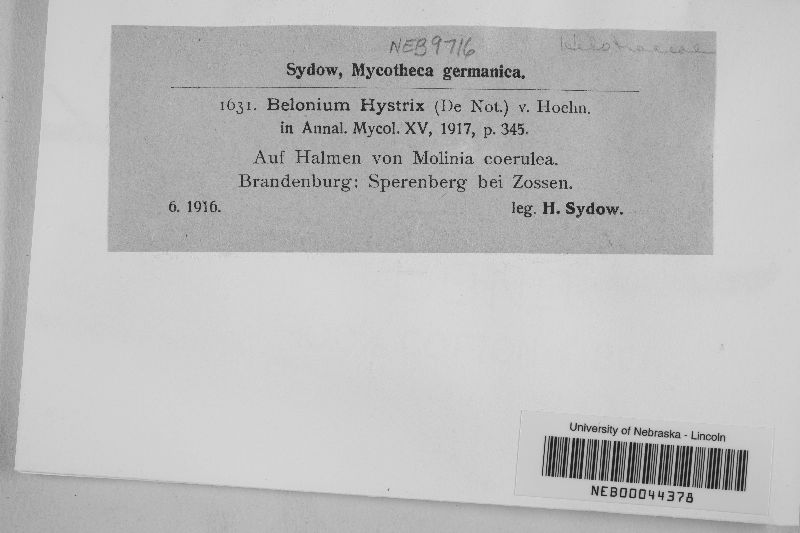 NEB9716 Helotiaceae
Sydow, Mycotheca germanica.
1631. Belonium Hystrix (De Not.) v. Hoehn.
in Annal. Mycol. XV, 1917, p. 345.
Auf Halmen von Molinia coerulea.
Brandenburg: Sperenberg bei Zossen.
6. 1916. leg. H. Sydow.
University of Nebraska - Lincoln
NEB00044378